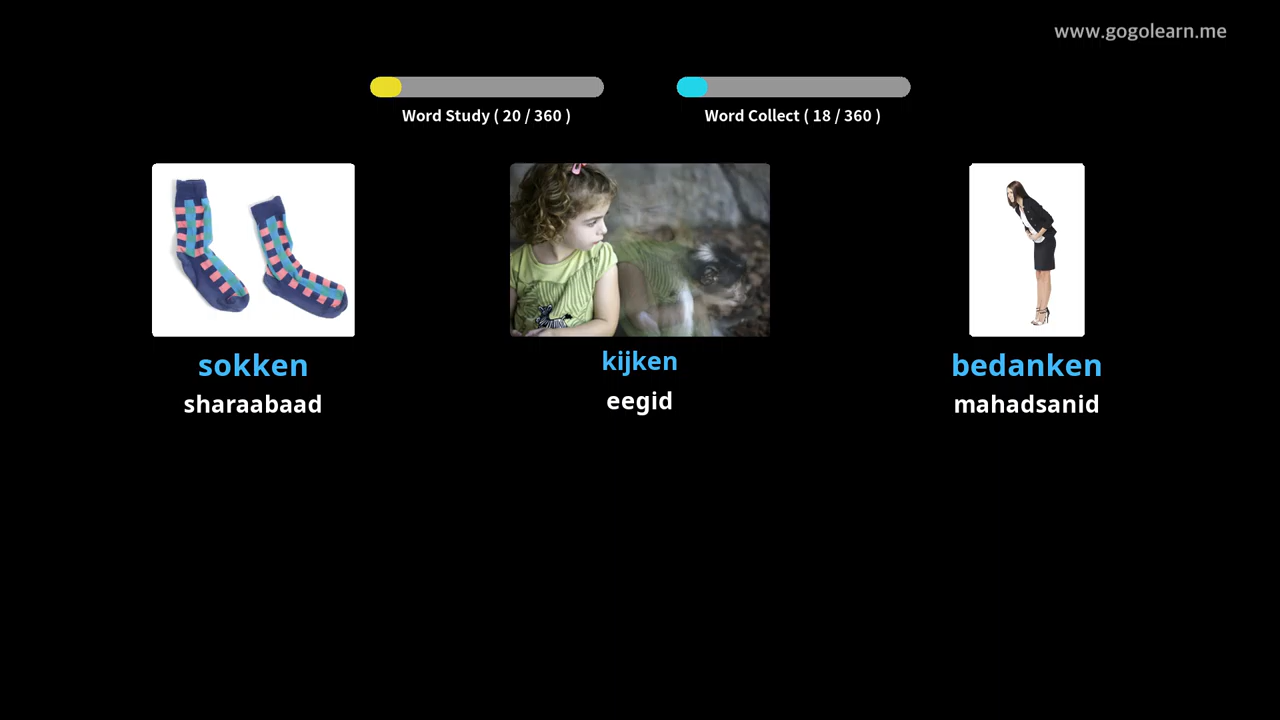 www.gogolearn.me
Word Study ( 20 / 360 )
Word Collect ( 18 / 360 )
sokken
sharaabaad
kijken
eegid
bedanken
mahadsanid